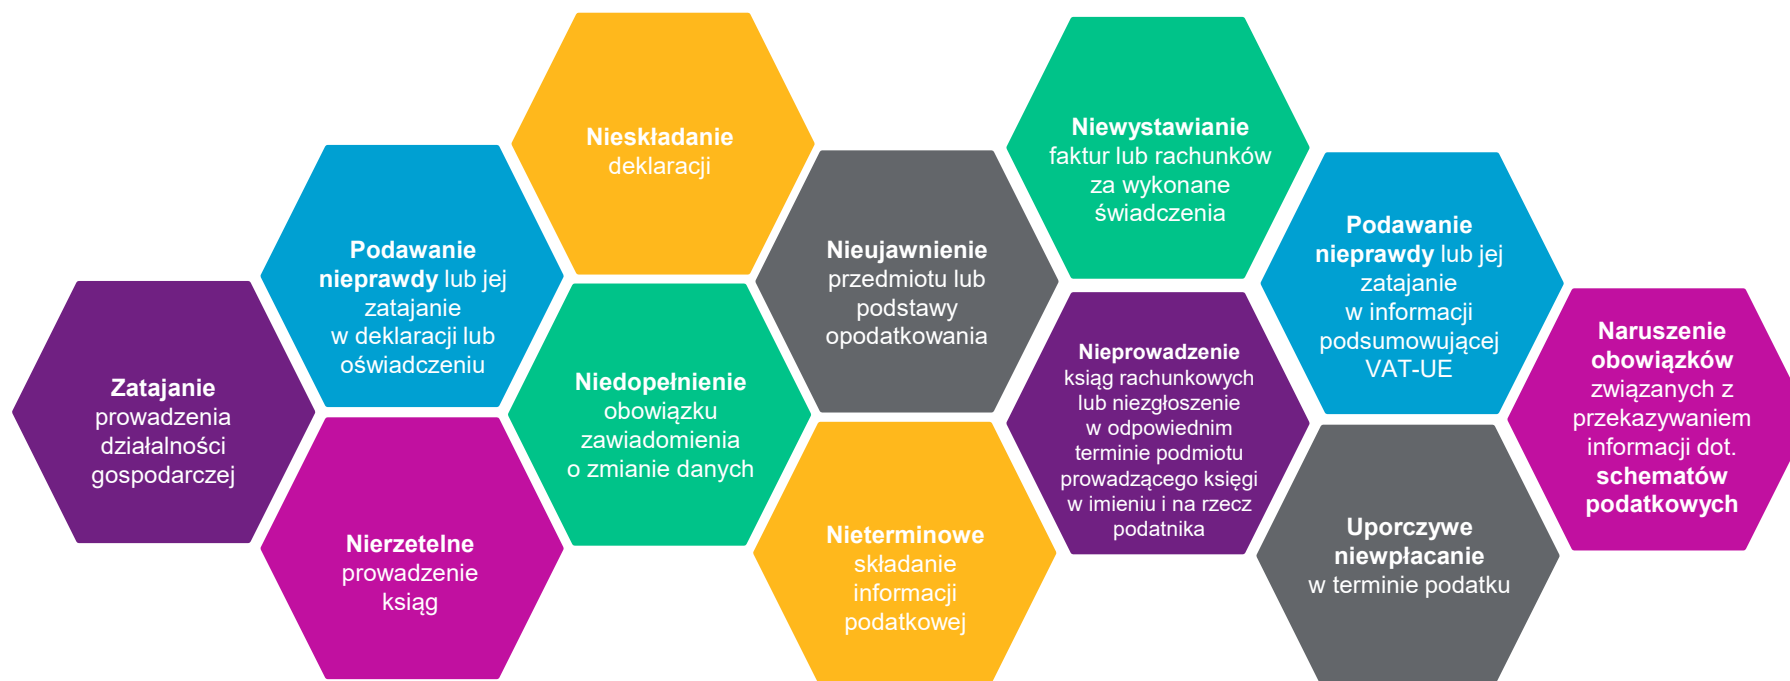 Zatajanie
prowadzenia
działalności
gospodarczej
Podawanie
nieprawdy lub jej
zatajanie
w deklaracji lub
oświadczeniu
Nierzetelne
prowadzenie
ksiąg
Nieskładanie
deklaracji
Niedopełnienie
obowiązku
zawiadomienia
o zmianie danych
Nieujawnienie
przedmiotu lub
podstawy
opodatkowania
Nieterminowe
składanie
informacji
podatkowej
Niewystawianie
faktur lub rachunków
za wykonane
świadczenia
Nieprowadzenie
ksiąg rachunkowych
lub niezgłoszenie
w odpowiednim
terminie podmiotu
prowadzącego księgi
w imieniu i na rzecz
podatnika
Podawanie
nieprawdy lub jej
zatajanie
w informacji
podsumowującej
VAT-UE
Uporczywe
niewpłacanie
w terminie podatku
Naruszenie
obowiązków
związanych z
przekazywaniem
informacji dot.
schematów
podatkowych